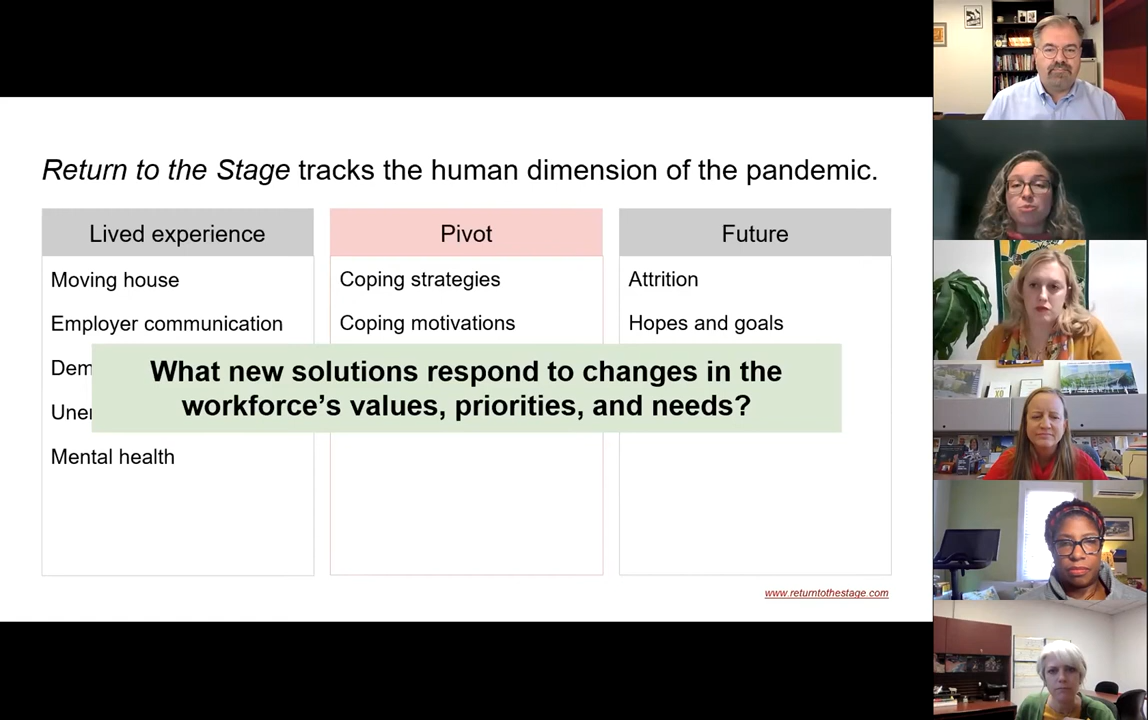 Return to the Stage tracks the human dimension of the pandemic.
Lived experience
Pivot
Future
Moving house
Coping strategies
Attrition
Employer communication
Coping motivations
Hopes and goals
What new solutions respond to changes in the
workforce’s values, priorities, and needs?
Mental health
www.returntothestage.com